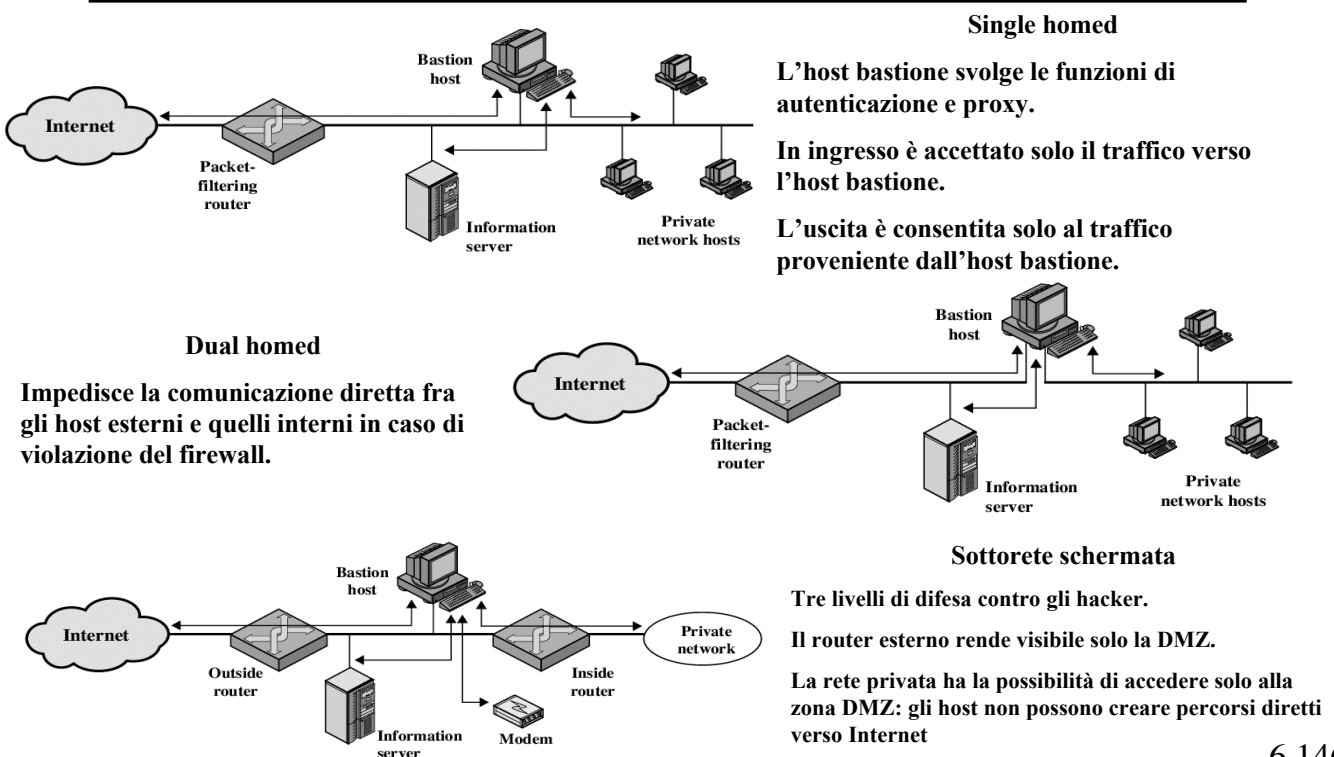 Single homed
L’host bastione svolge le funzioni di
autenticazione e proxy.
In ingresso è accettato solo il traffico verso
l’host bastione.
L’uscita è consentita solo al traffico
proveniente dall’host bastione.
Bastion
host
Internet
Packet-
filtering
router
Information
server
Private
network hosts
Dual homed
Impedisce la comunicazione diretta fra
gli host esterni e quelli interni in caso di
violazione del firewall.
Bastion
host
Internet
Packet-
filtering
router
Information
server
Private
network hosts
Bastion
host
Internet
Outside
router
Information
server
Modem
Inside
router
Private
network
Sottorete schermata
Tre livelli di difesa contro gli hacker.
Il router esterno rende visibile solo la DMZ.
La rete privata ha la possibilità di accedere solo alla
zona DMZ: gli host non possono creare percorsi diretti
verso Internet